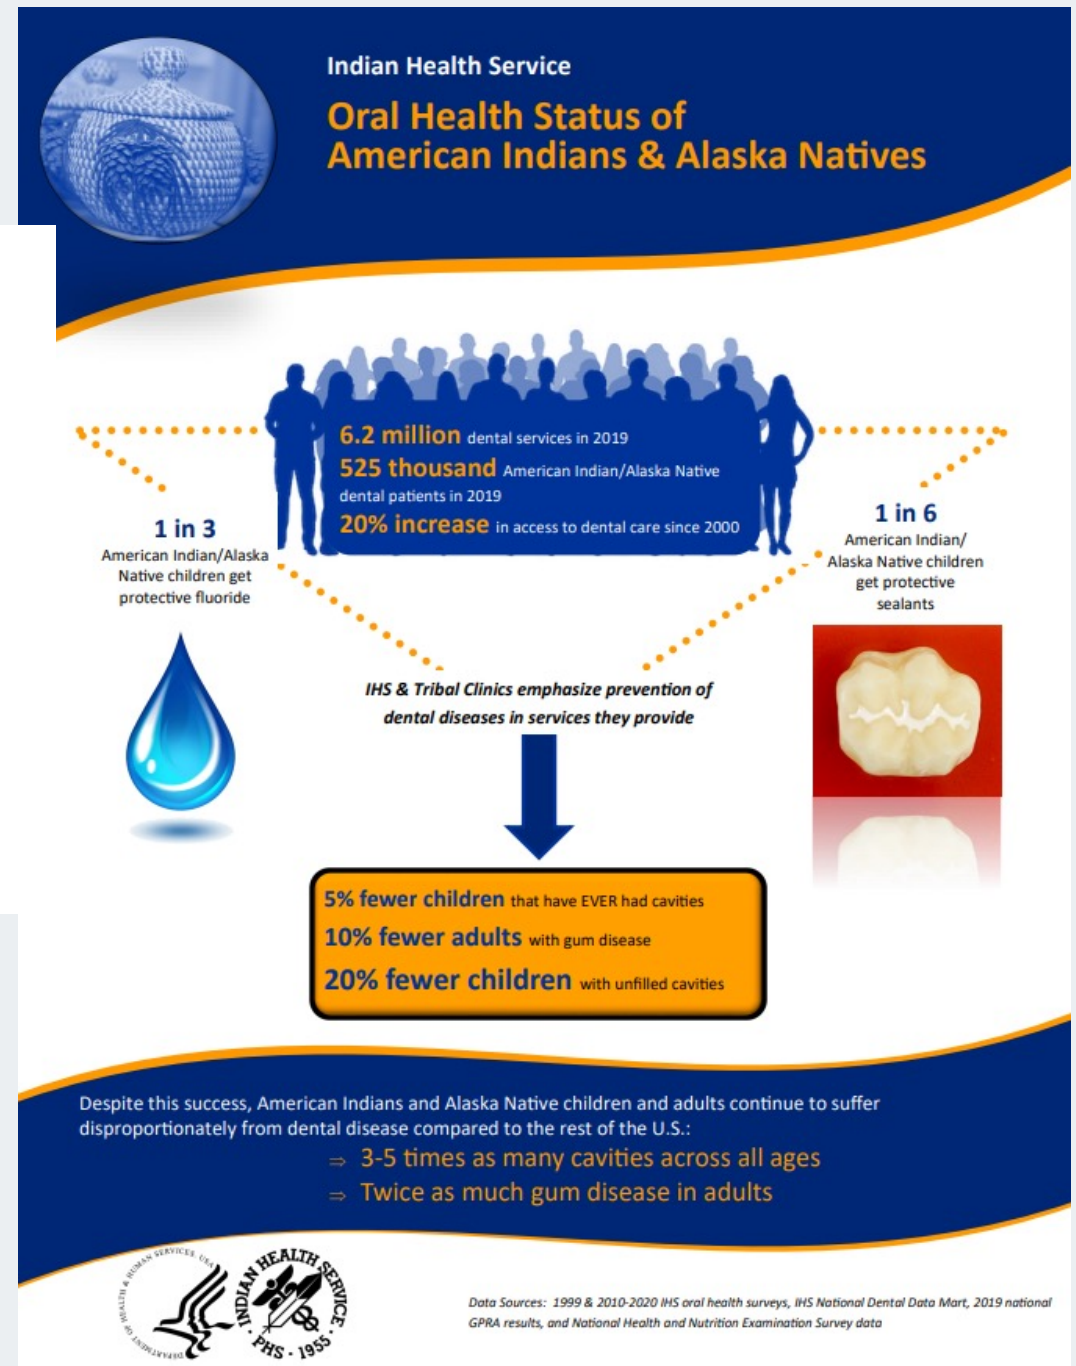 Indian Health Service
Oral Health Status of
American Indians & Alaska Natives
6.2 million dental services in 2019
525 thousand American Indian/Alaska Native
dental patients in 2019
20% increase in access to dental care since 2000
1 in 3
American Indian/Alaska
Native children get
protective fluoride
1 in 6
American Indian/
Alaska Native children
get protective
sealants
IHS & Tribal Clinics emphasize prevention of
dental diseases in services they provide
5% fewer children that have EVER had cavities
10% fewer adults with gum disease
20% fewer children with unfilled cavities
Despite this success, American Indians and Alaska Native children and adults continue to suffer
disproportionately from dental disease compared to the rest of the U.S.:
⇒ 3-5 times as many cavities across all ages
⇒ Twice as much gum disease in adults
DEPARTMENT OF HEALTH & HUMAN SERVICES. USA
INDIAN HEALTH SERVICE
PHS · 1955
Data Sources: 1999 & 2010-2020 IHS oral health surveys, IHS National Dental Data Mart, 2019 national
GPRA results, and National Health and Nutrition Examination Survey data